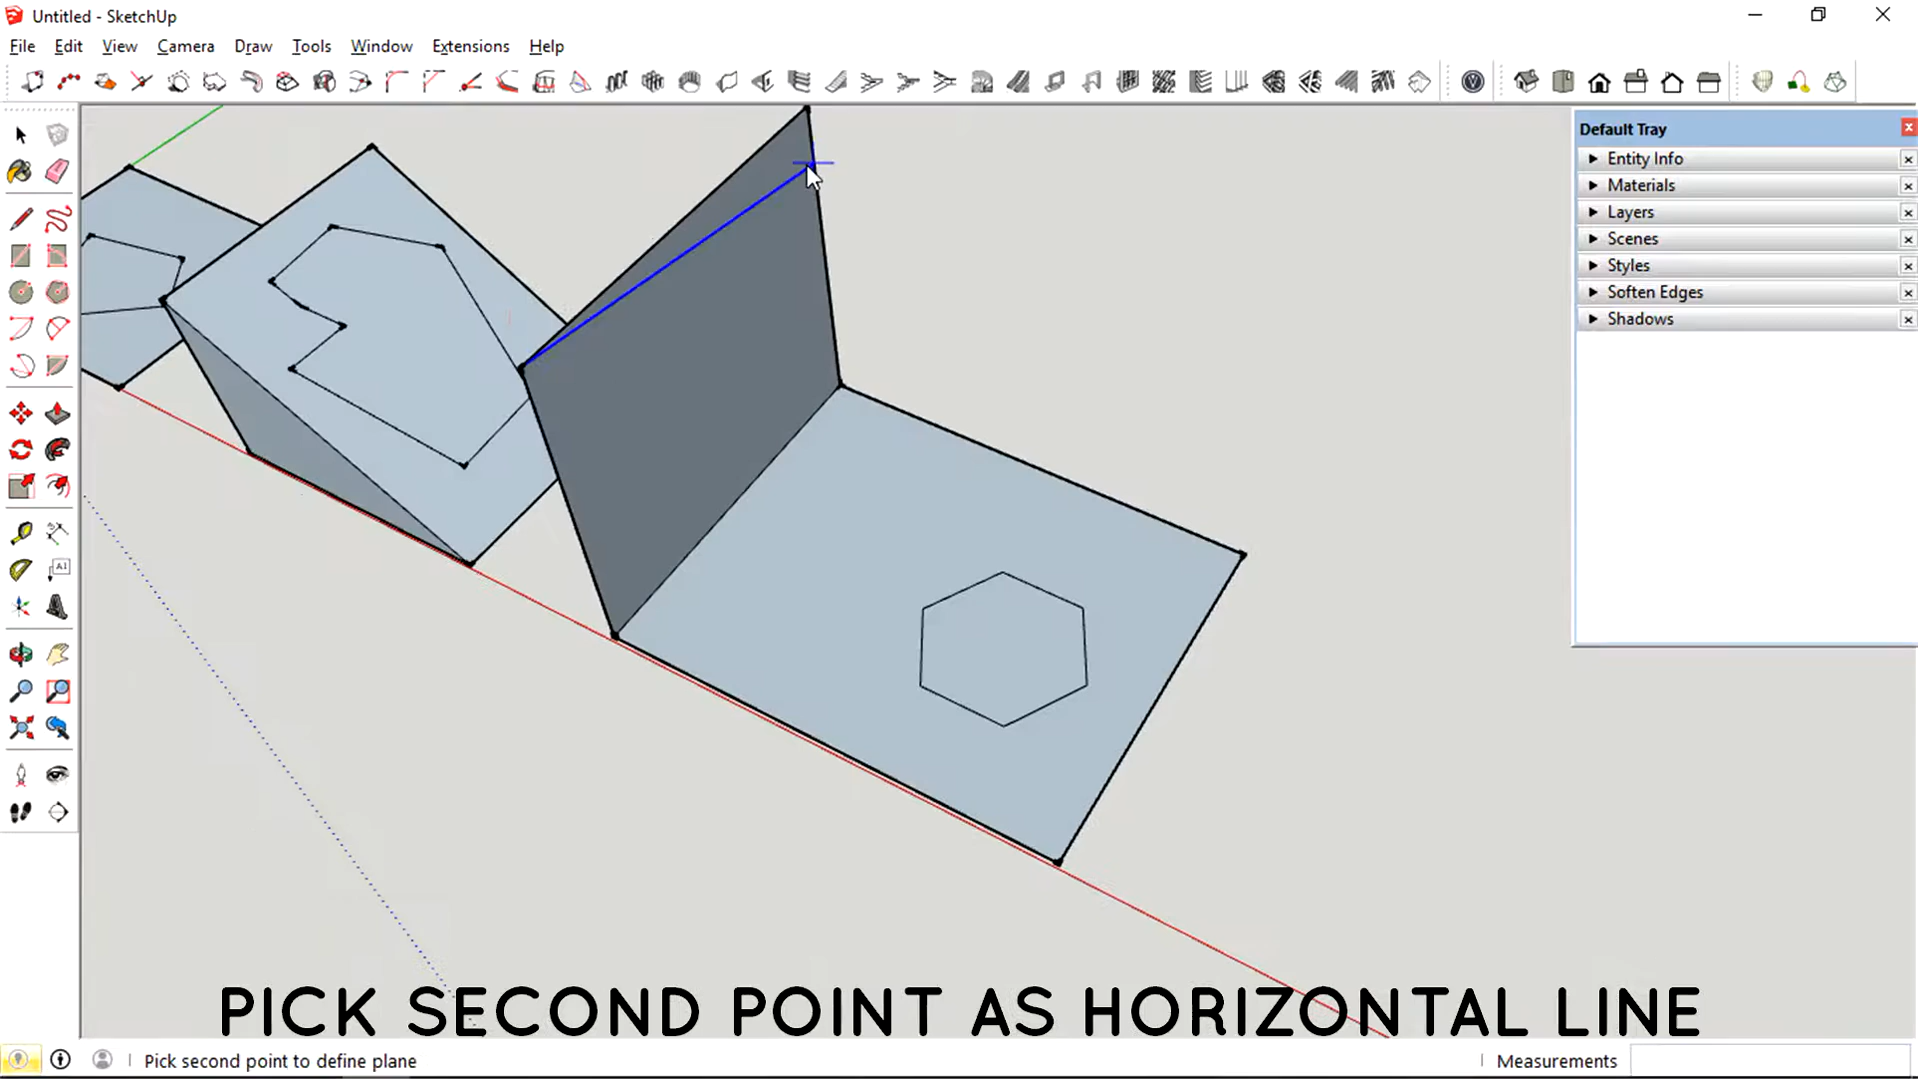 Untitled - SketchUp
File Edit View Camera Draw Tools Window Extensions Help
Default Tray
Entity Info
Materials
Layers
Scenes
Styles
Soften Edges
Shadows
PICK SECOND POINT AS HORIZONTAL LINE
Pick second point to define plane
Measurements